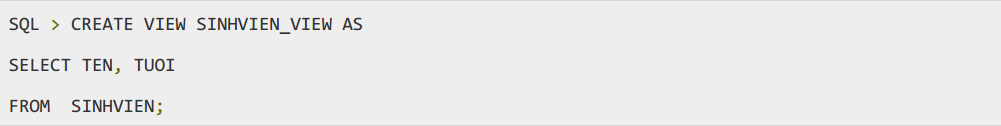 SQL > CREATE VIEW SINHVIEN_VIEW AS
SELECT TEN, TUOI
FROM  SINHVIEN;